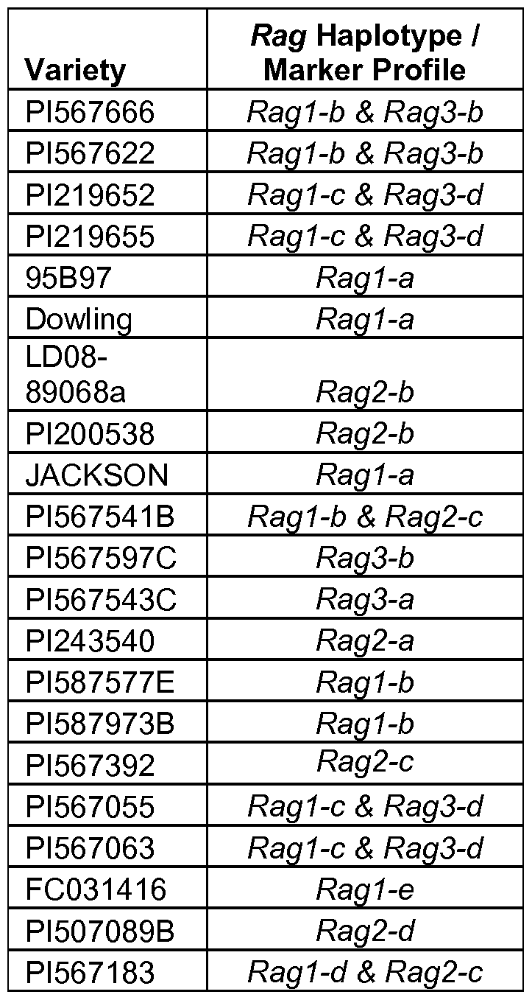 Rag Haplotype /
Variety Marker Profile
PI567666 Rag1-b & Rag3-b
PI567622 Rag1-b & Rag3-b
PI219652 Rag1-c & Rag3-d
PI219655 Rag1-c & Rag3-d
95B97 Rag1-a
Dowling Rag1-a
LD08-
89068a Rag2-b
PI200538 Rag2-b
JACKSON Rag1-a
PI567541B Rag1-b & Rag2-c
PI567597C Rag3-b
PI567543C Rag3-a
PI243540 Rag2-a
PI587577E Rag1-b
PI587973B Rag1-b
PI567392 Rag2-c
PI567055 Rag1-c & Rag3-d
PI567063 Rag1-c & Rag3-d
FC031416 Rag1-e
PI507089B Rag2-d
PI567183 Rag1-d & Rag2-c